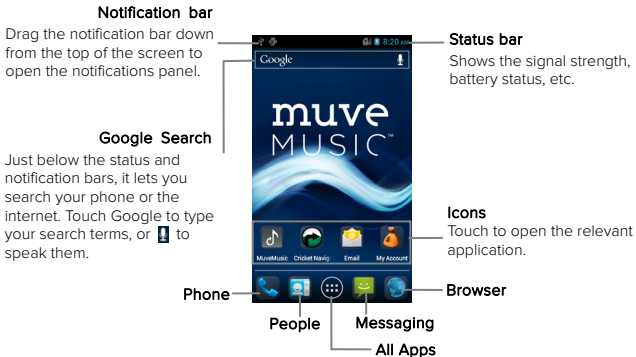 Notification bar
Drag the notification bar down
from the top of the screen to
open the notifications panel.
Google Search
Just below the status and
notification bars, it lets you
search your phone or the
internet. Touch Google to type
your search terms, or to
speak them.
8:20 AM
Google
muve
MUSIC™
MuveMusic
Cricket Navig
Email
My Account
Status bar
Shows the signal strength,
battery status, etc.
Icons
Touch to open the relevant
application.
Phone
People
All Apps
Messaging
Browser